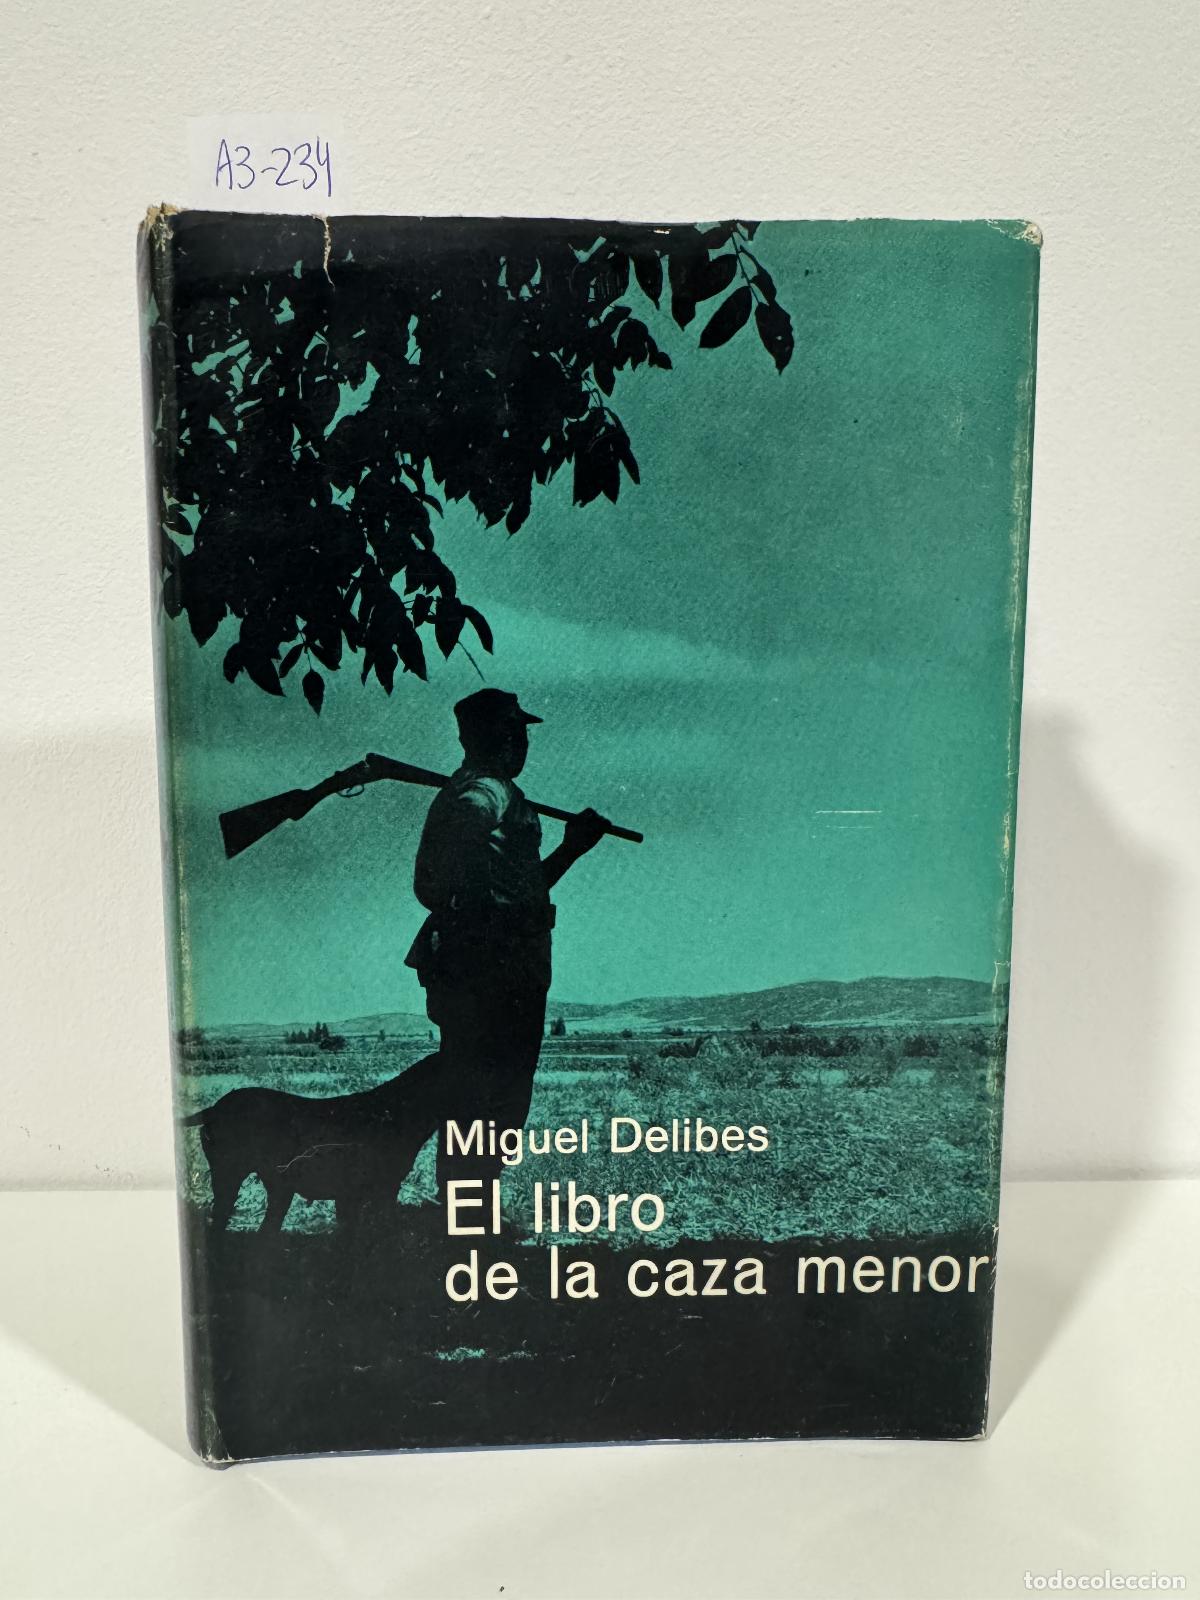 A3-234
Miguel Delibes
El libro
de la caza menor
todocoleccion